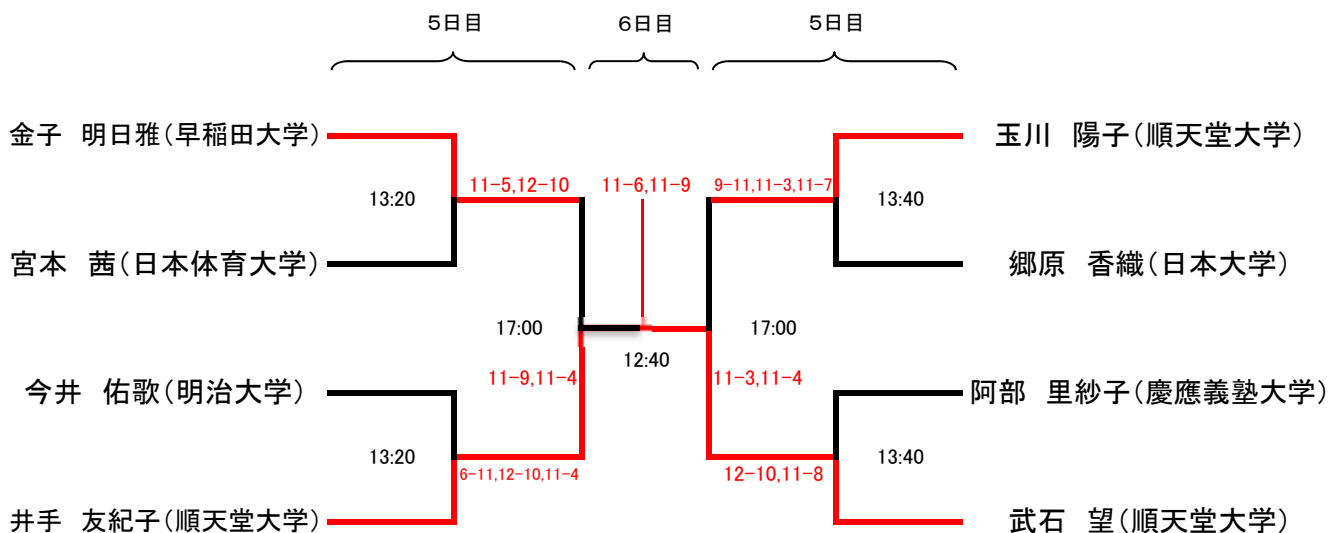 ５日目 ６日目 ５日目
金子　明日雅（早稲田大学） 玉川　陽子（順天堂大学）
11-5,12-10 11-6,11-9 9-11,11-3,11-7
13:20 13:40
宮本　茜（日本体育大学） 郷原　香織（日本大学）
17:00 17:00
12:40
11-9,11-4 11-3,11-4
今井　佑歌（明治大学） 阿部　里紗子（慶應義塾大学）
13:20 13:40
6-11,12-10,11-4 12-10,11-8
井手　友紀子（順天堂大学） 武石　望（順天堂大学）